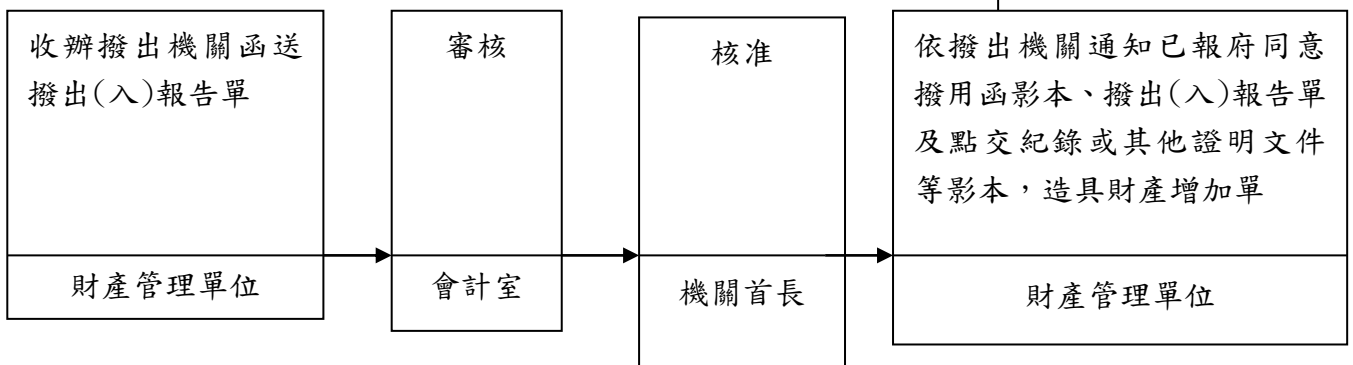 收辦撥出機關函送
撥出(入)報告單
財產管理單位
審核
會計室
核准
機關首長
依撥出機關通知已報府同意
撥用函影本、撥出(入)報告單
及點交紀錄或其他證明文件
等影本，造具財產增加單
財產管理單位